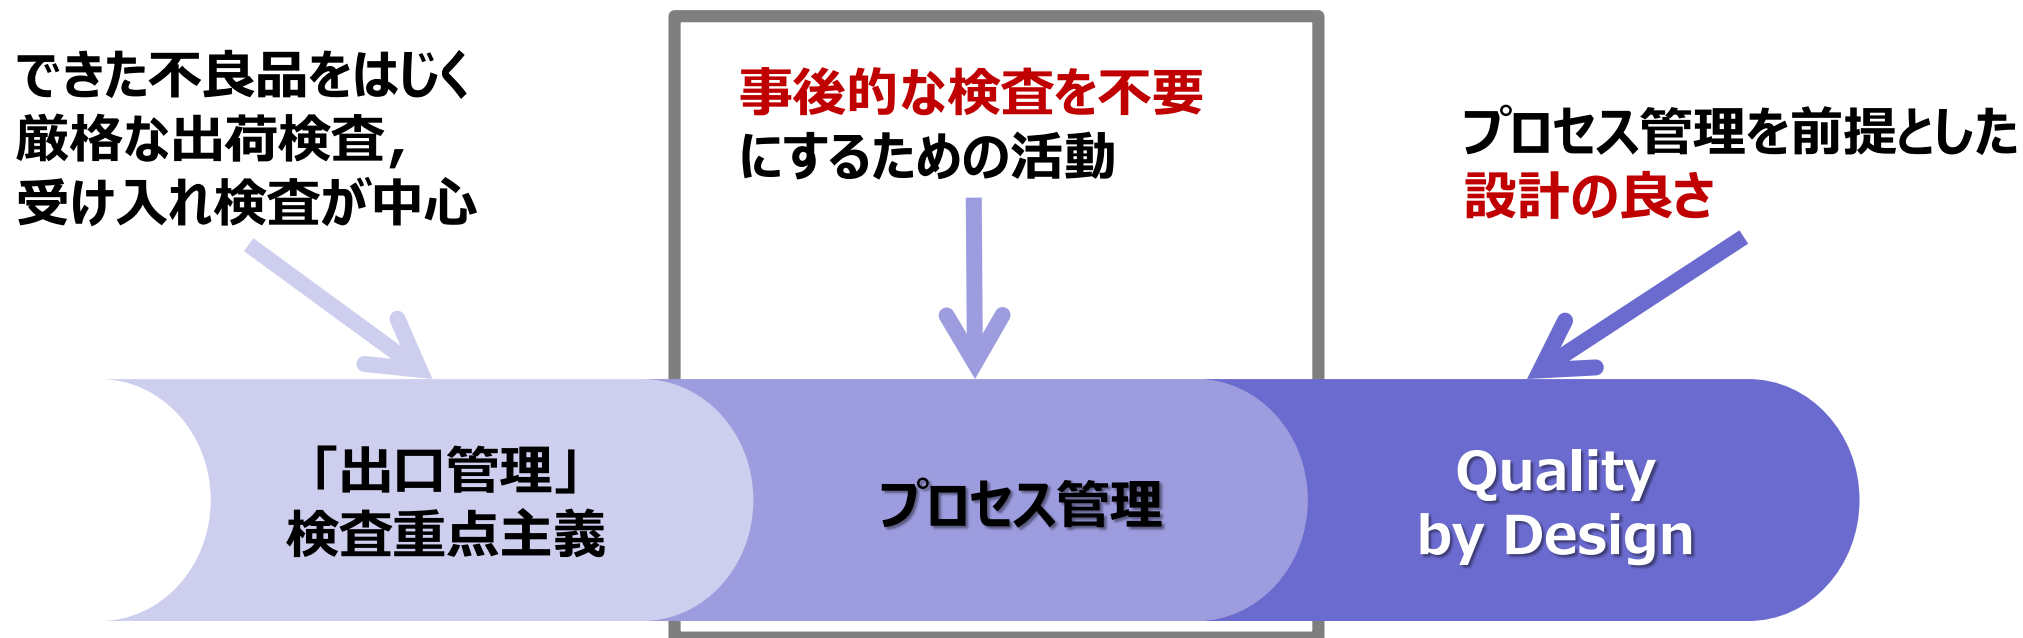 できた不良品をはじく
厳格な出荷検査,
受け入れ検査が中心
事後的な検査を不要
にするための活動
プロセス管理を前提とした
設計の良さ
「出口管理」
検査重点主義
プロセス管理
Quality
by Design